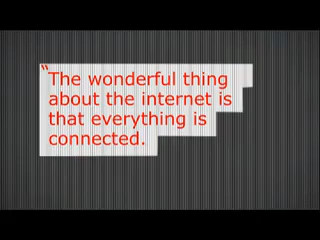 “The wonderful thing
about the internet is
that everything is
connected.